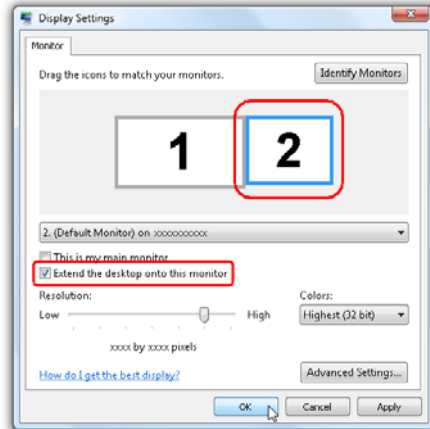 Display Settings
Monitor
Drag the icons to match your monitors.
Identify Monitors
1
2
2. (Default Monitor) on xxxxxxxxxx
This is my main monitor
Extend the desktop onto this monitor
Resolution:
Colors:
Low
High
Highest (32 bit)
xxxx by xxxx pixels
How do I get the best display?
Advanced Settings...
OK
Cancel
Apply